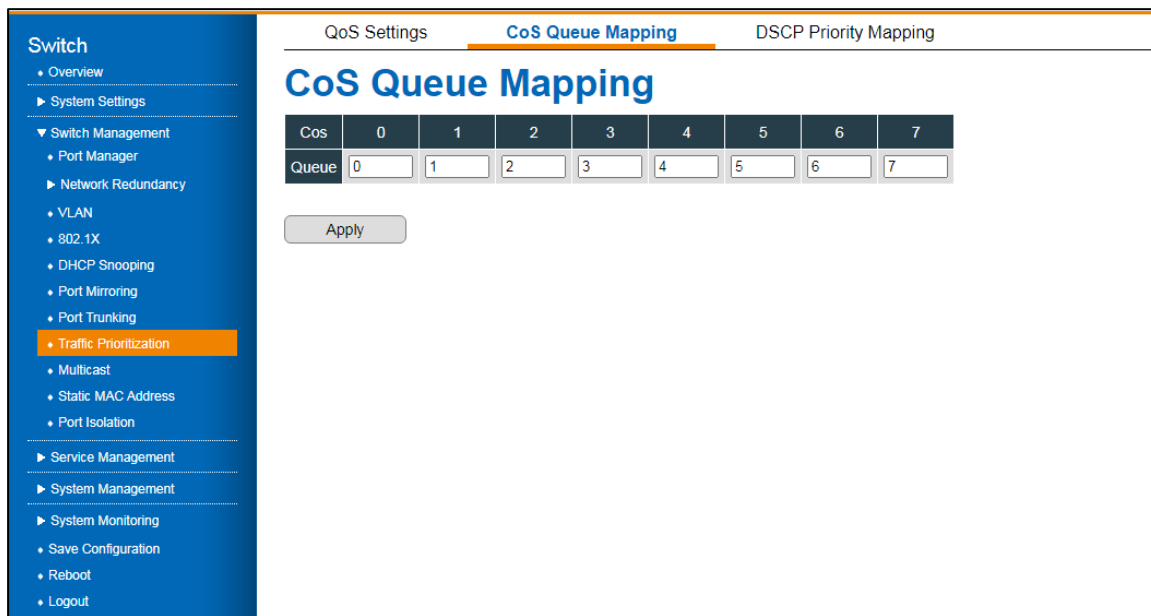 Switch
Overview
System Settings
Switch Management
Port Manager
Network Redundancy
VLAN
802.1X
DHCP Snooping
Port Mirroring
Port Trunking
Traffic Prioritization
Multicast
Static MAC Address
Port Isolation
Service Management
System Management
System Monitoring
Save Configuration
Reboot
Logout
QoS Settings CoS Queue Mapping DSCP Priority Mapping
CoS Queue Mapping
Cos 0 1 2 3 4 5 6 7
Queue 0 1 2 3 4 5 6 7
Apply